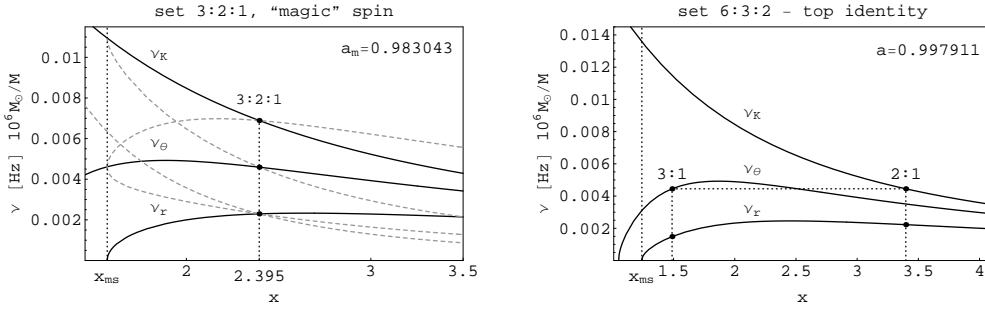 set 3:2:1, “magic” spin
a_m=0.983043
ν_K
3:2:1
ν_θ
ν_r
0.01
0.008
0.006
0.004
0.002
ν [Hz] 10^6 M_⊙/M
x_ms 2 2.395 3 3.5
x
set 6:3:2 – top identity
a=0.997911
ν_K
3:1 ν_θ 2:1
ν_r
0.014
0.012
0.01
0.008
0.006
0.004
0.002
ν [Hz] 10^6 M_⊙/M
x_ms 1.5 2 2.5 3 3.5 4
x